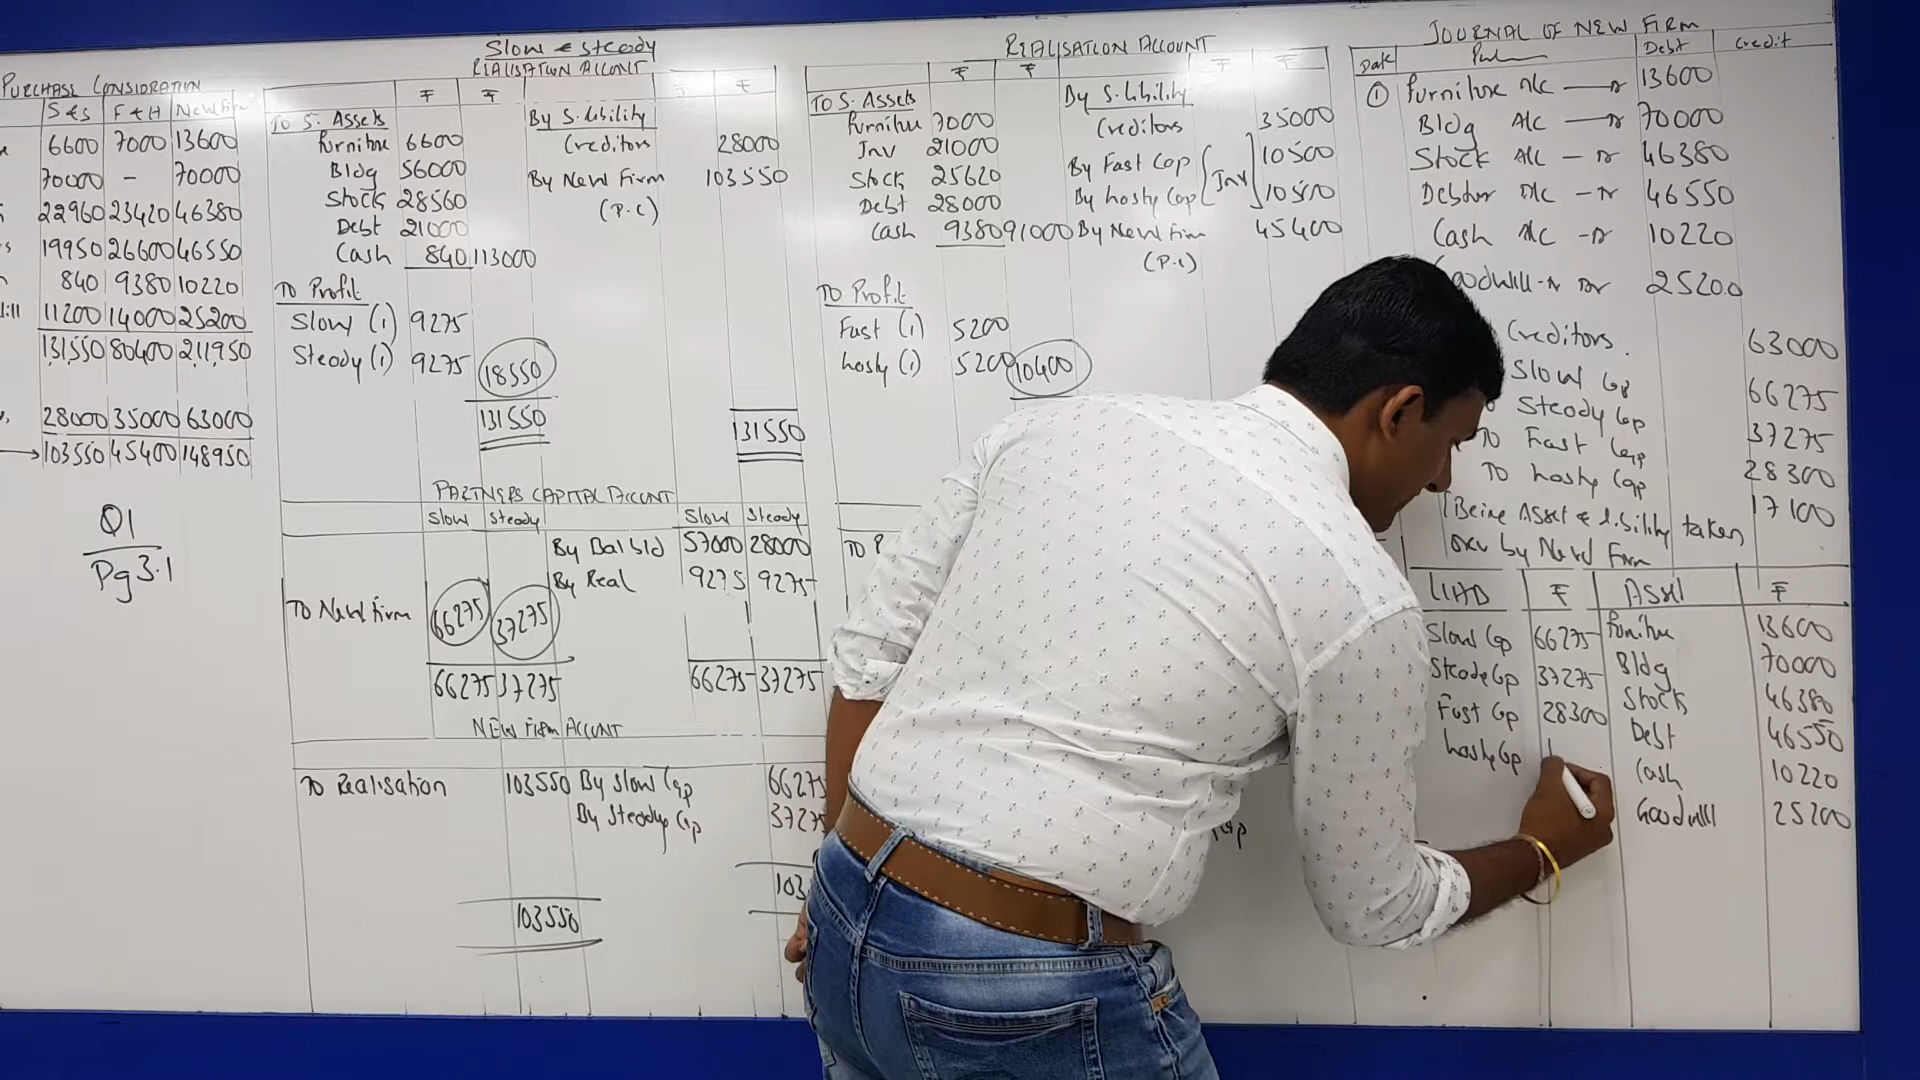 PURCHASE CONSIDERATION
S&S F&H New Firm
6600 7000 13600
70000 - 70000
22960 23420 46380
19950 26600 46550
840 9380 10220
11200 14000 25200
131,550 80400 211,950
28000 35000 63000
→103550 45400 148950
Q1
Pg 3.1
Slow & Steady
REALISATION ACCOUNT
₹ ₹ ₹
To S. Assets By S. libility
Furniture 6600 Creditors 28000
Bldg 56000 By New Firm 103550
Stock 28560 (P.C)
Debt 21000
Cash 840 113000
To Profit
Slow (1) 9275
Steady (1) 9275 18550
131550 131550
PARTNERS CAPITAL ACCOUNT
Slow Steady Slow Steady
By Bal b/d 57000 28000
By Real 9275 9275
To New Firm 66275 37275
66275 37275 66275 37275
NEW FIRM ACCOUNT
To Realisation 103550 By Slow Cap 66275
By Steady Cap 37275
103550 103
REALISATION ACCOUNT
₹ ₹ ₹ ₹
To S. Assets By S. libility
Furniture 7000 Creditors 35000
Inv 21000 By Fast Cap Inv 10500
Stock 25620 By hasty Cap 10500
Debt 28000 By New Firm 45400
Cash 9380 91000 (P.C)
To Profit
Fast (1) 5200
hasty (1) 5200 10400
JOURNAL OF NEW FIRM
Date Debt Credit
① Furniture A/c — Dr 13600
Bldg A/c — Dr 70000
Stock A/c - Dr 46380
Debtor A/c - Dr 46550
Cash A/c - Dr 10220
oodwill - Dr 25200
Creditors 63000
Slow Cap 66275
Steady Cap 37275
To Fast Cap 28300
To hasty Cap 17100
(Being Asset & libility taken
over by New Firm
LIAB ₹ Asset ₹
Slow Cap 66275 Furniture 13600
Steady Cap 37275 Bldg 70000
Fast Cap 28300 Stock 46380
hasty Cap Debt 46550
Cash 10220
Goodwill 25200